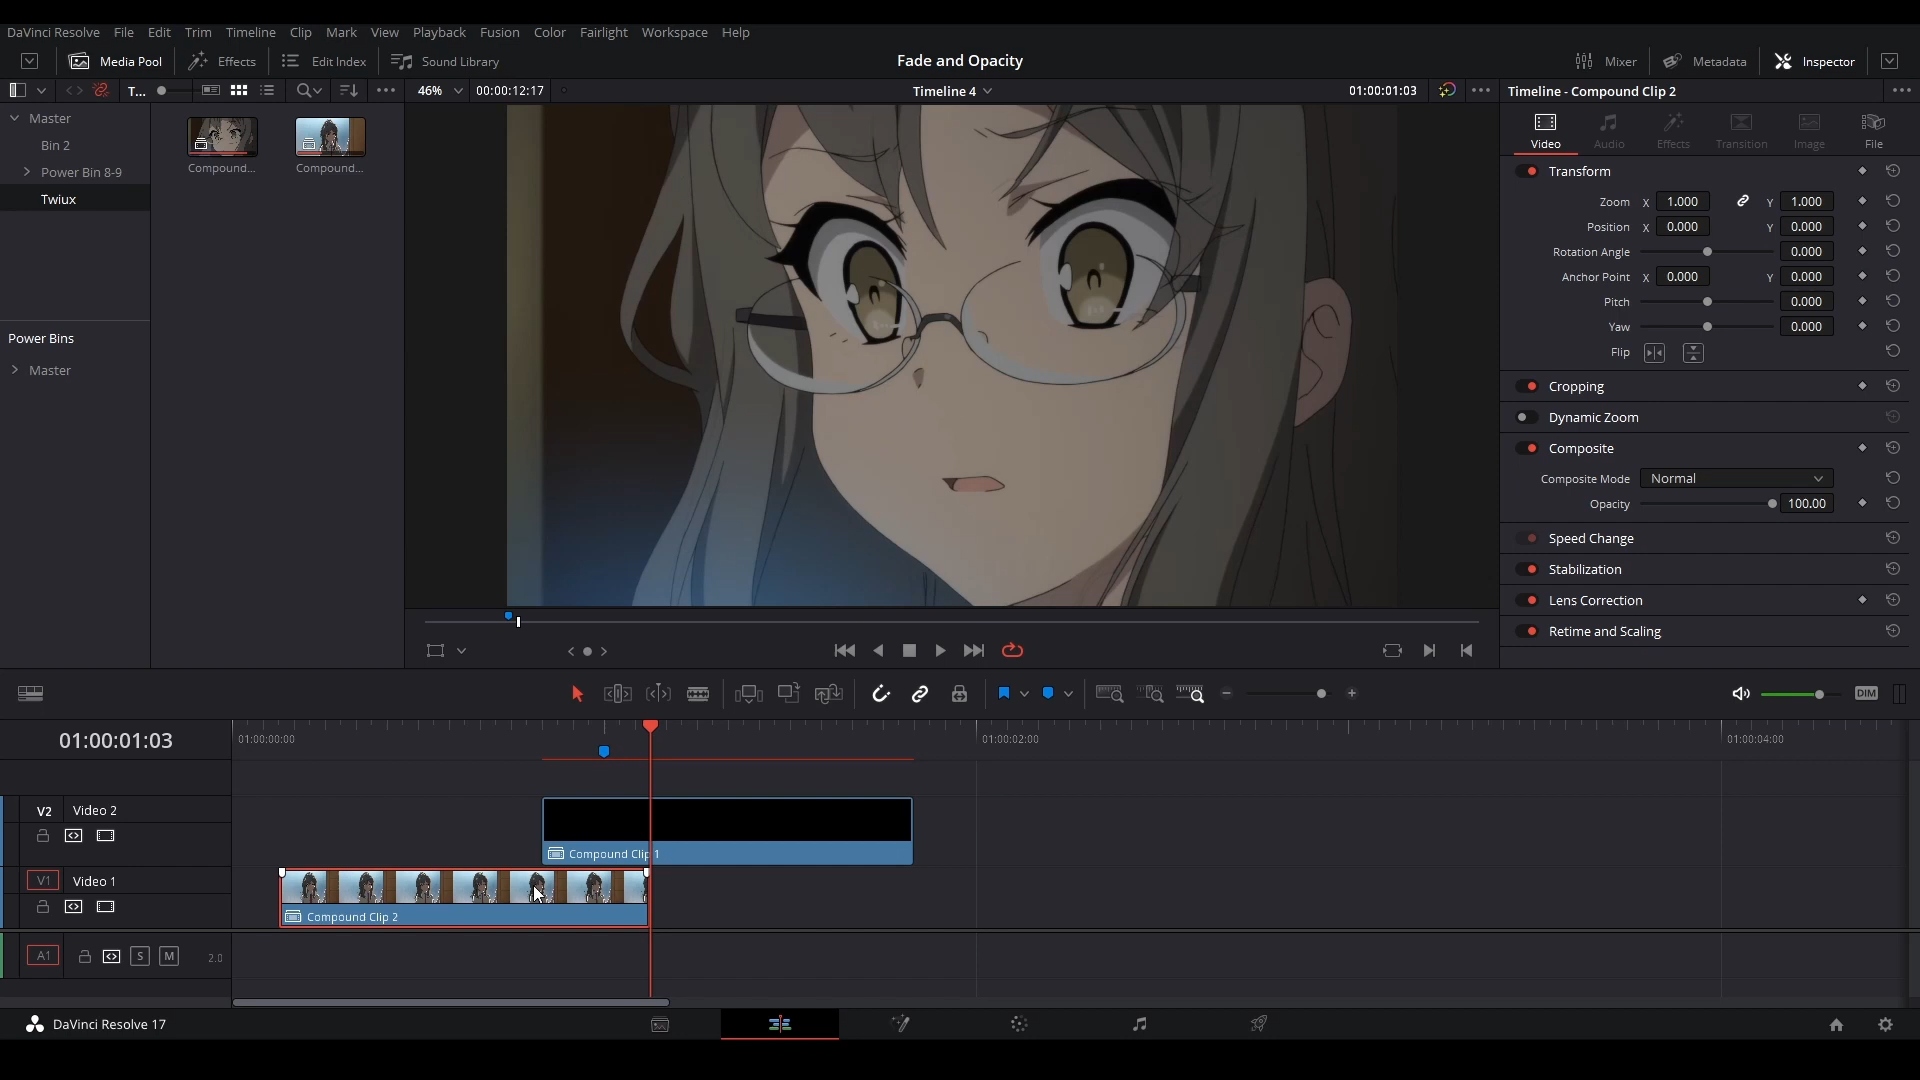 DaVinci Resolve File Edit Trim Timeline Clip Mark View Playback Fusion Color Fairlight Workspace Help
Media Pool Effects Edit Index Sound Library Fade and Opacity Mixer Metadata Inspector
T... 46% 00:00:12:17 Timeline 4 01:00:01:03 Timeline - Compound Clip 2
Master
Bin 2
Power Bin 8-9
Twiux
Power Bins
Master
Compound... Compound...
Video Audio Effects Transition Image File
Transform
Zoom X 1.000 Y 1.000
Position X 0.000 Y 0.000
Rotation Angle 0.000
Anchor Point X 0.000 Y 0.000
Pitch 0.000
Yaw 0.000
Flip
Cropping
Dynamic Zoom
Composite
Composite Mode Normal
Opacity 100.00
Speed Change
Stabilization
Lens Correction
Retime and Scaling
DIM
01:00:01:03 01:00:00:00 01:00:02:00 01:00:04:00
V2 Video 2
Compound Clip 1
V1 Video 1
Compound Clip 2
A1 S M 2.0
DaVinci Resolve 17